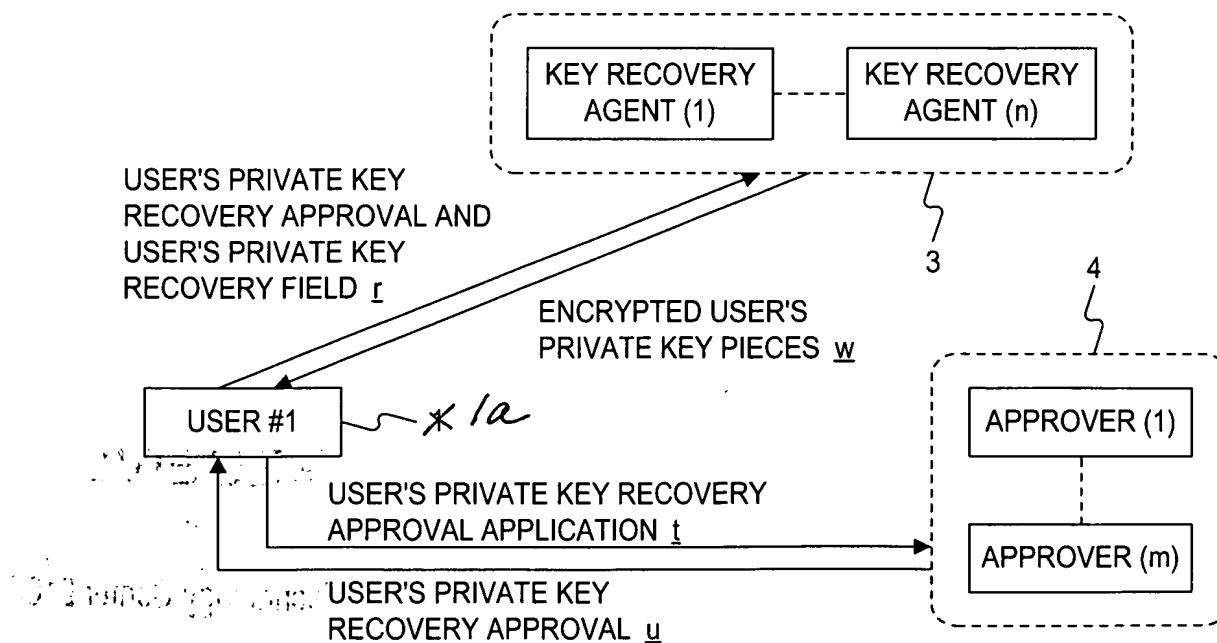 KEY RECOVERY
AGENT (1)
KEY RECOVERY
AGENT (n)
USER'S PRIVATE KEY
RECOVERY APPROVAL AND
USER'S PRIVATE KEY
RECOVERY FIELD r
3
4
ENCRYPTED USER'S
PRIVATE KEY PIECES w
USER #1
1a
APPROVER (1)
USER'S PRIVATE KEY RECOVERY
APPROVAL APPLICATION t
APPROVER (m)
USER'S PRIVATE KEY
RECOVERY APPROVAL u